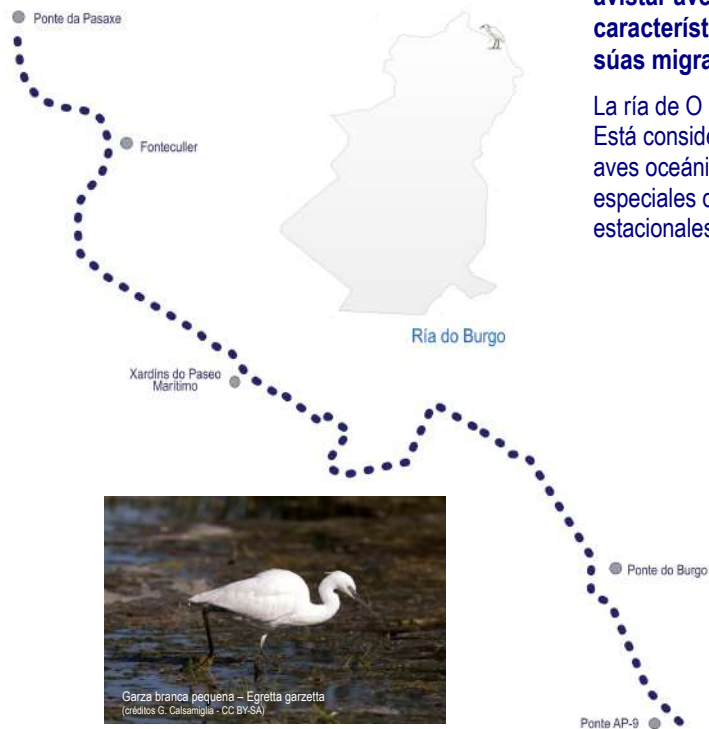 avistar
característ
súas migra
La ría de O
Está conside
aves oceáni
especiales
estacionales
Ponte da Pasaxe
Fonteculler
Ría do Burgo
Xardins do Paseo
Marítimo
Ponte do Burgo
Garza branca pequena – Egretta garzetta
(créditos G. Calsamiglia - CC BY-SA)
Ponte AP-9